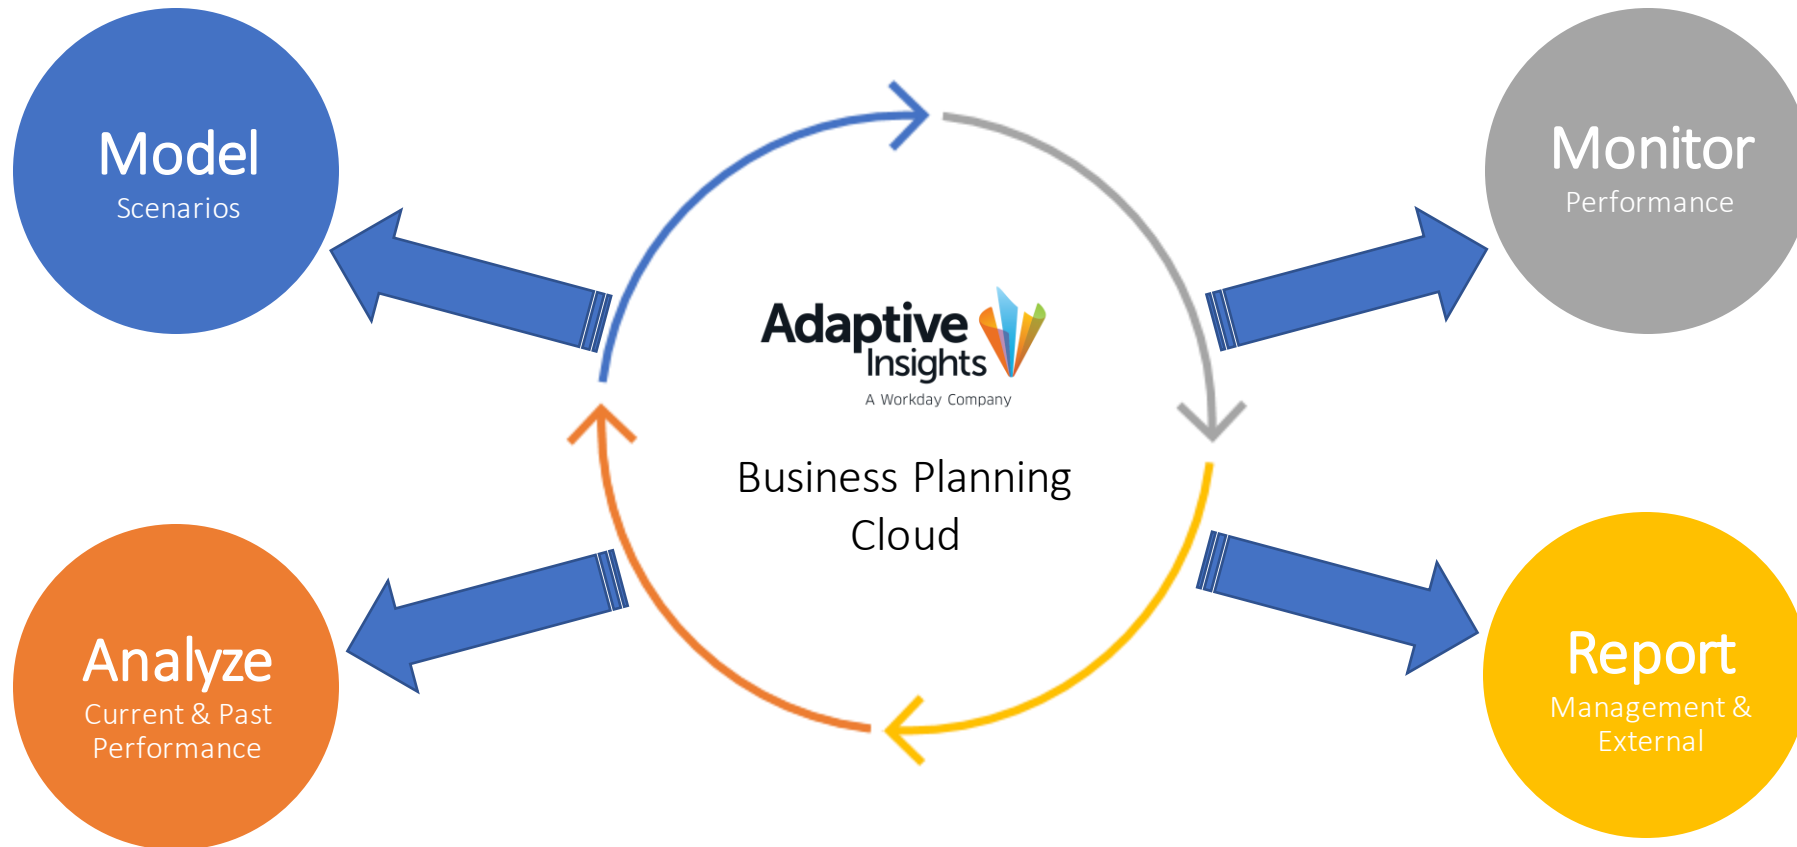 Model
Scenarios
Monitor
Performance
Adaptive
Insights
A Workday Company
Business Planning
Cloud
Analyze
Current & Past
Performance
Report
Management &
External